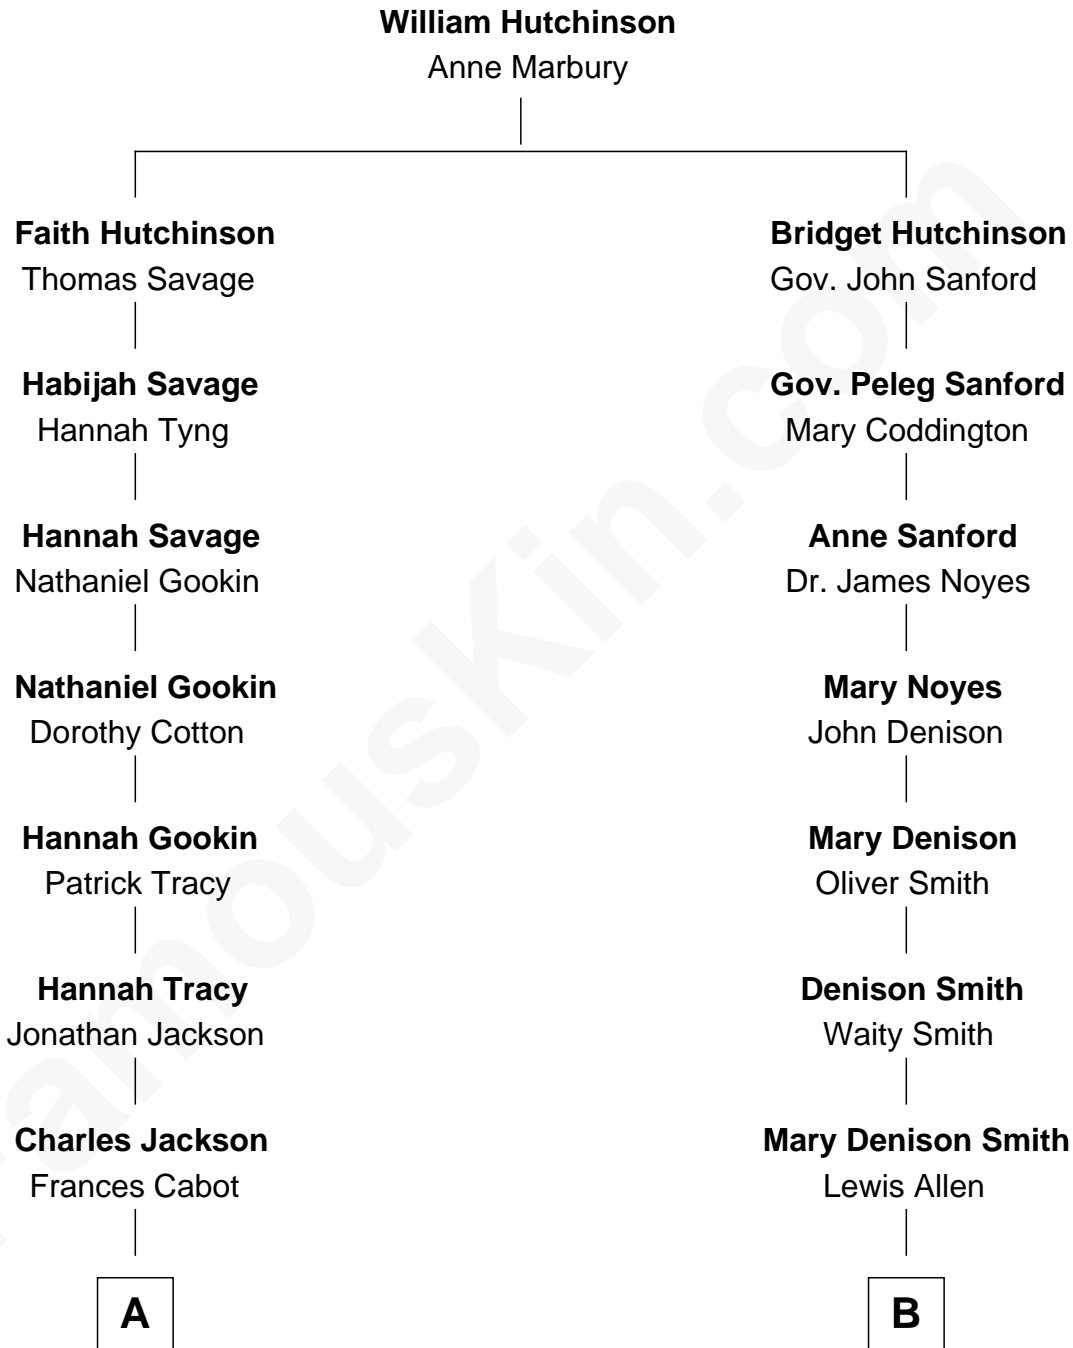 William Hutchinson
Anne Marbury
Faith Hutchinson
Thomas Savage
Bridget Hutchinson
Gov. John Sanford
Habijah Savage
Hannah Tyng
Gov. Peleg Sanford
Mary Coddington
Hannah Savage
Nathaniel Gookin
Anne Sanford
Dr. James Noyes
Nathaniel Gookin
Dorothy Cotton
Mary Noyes
John Denison
Hannah Gookin
Patrick Tracy
Mary Denison
Oliver Smith
Hannah Tracy
Jonathan Jackson
Denison Smith
Waity Smith
Charles Jackson
Frances Cabot
Mary Denison Smith
Lewis Allen
A
B
FamousKin.com